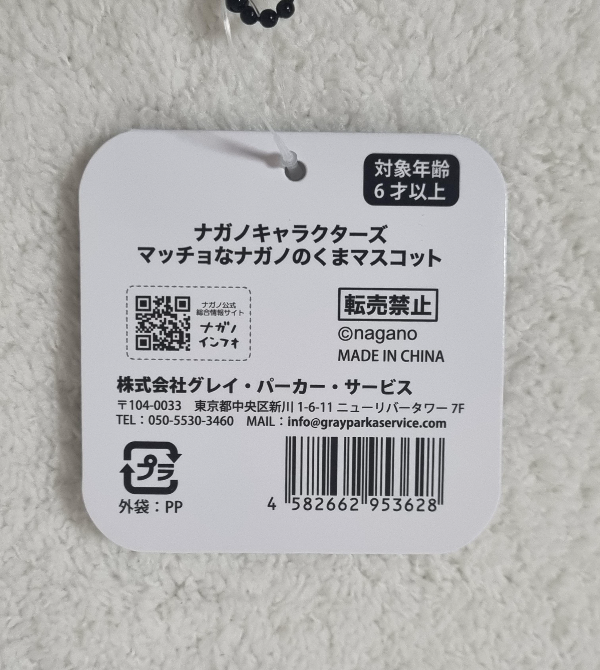 対象年齢
6才以上
ナガノキャラクターズ
マッチョなナガノのくまマスコット
ナガノ公式
総合情報サイト
ナガノ
インフォ
転売禁止
©nagano
MADE IN CHINA
株式会社グレイ・パーカー・サービス
〒104-0033 東京都中央区新川 1-6-11 ニューリバータワー 7F
TEL：050-5530-3460 MAIL：info@grayparkaservice.com
プラ
外袋：PP
4 582662 953628